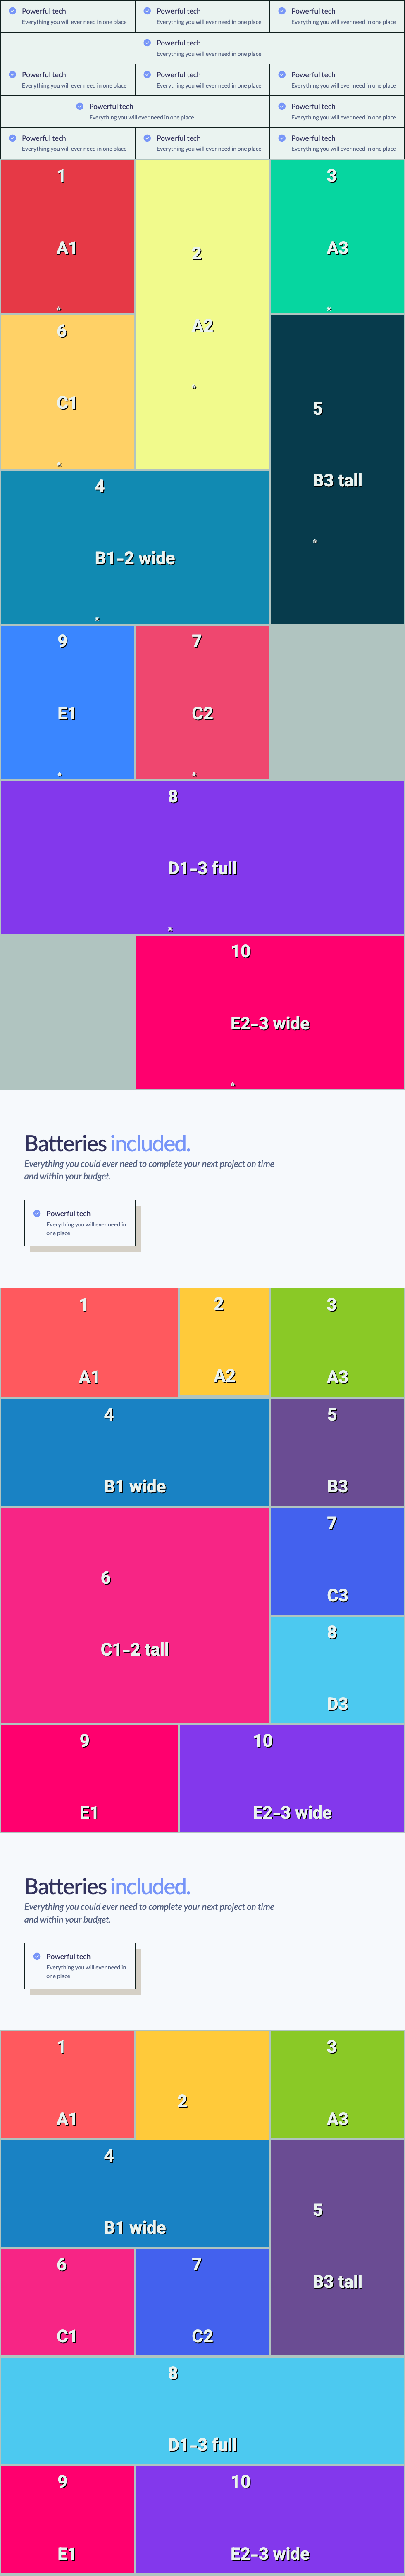 Powerful tech
Everything you will ever need in one place
Powerful tech
Everything you will ever need in one place
Powerful tech
Everything you will ever need in one place
Powerful tech
Everything you will ever need in one place
Powerful tech
Everything you will ever need in one place
Powerful tech
Everything you will ever need in one place
Powerful tech
Everything you will ever need in one place
Powerful tech
Everything you will ever need in one place
Powerful tech
Everything you will ever need in one place
Powerful tech
Everything you will ever need in one place
Powerful tech
Everything you will ever need in one place
Powerful tech
Everything you will ever need in one place
1
A1
*
2
A2
*
3
A3
*
6
C1
*
5
B3 tall
*
4
B1-2 wide
*
9
E1
*
7
C2
*
8
D1-3 full
*
10
E2-3 wide
*
Batteries included.
Everything you could ever need to complete your next project on time
and within your budget.
Powerful tech
Everything you will ever need in
one place
1
A1
2
A2
3
A3
4
B1 wide
5
B3
6
C1-2 tall
7
C3
8
D3
9
E1
10
E2-3 wide
Batteries included.
Everything you could ever need to complete your next project on time
and within your budget.
Powerful tech
Everything you will ever need in
one place
1
A1
2
3
A3
4
B1 wide
5
B3 tall
6
C1
7
C2
8
D1-3 full
9
E1
10
E2-3 wide